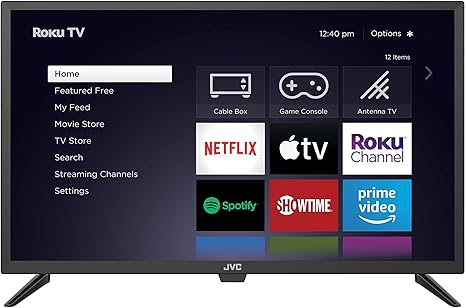 Roku TV
12:40 pm
Options ✱
12 Items
Home
Featured Free
My Feed
Movie Store
TV Store
Search
Streaming Channels
Settings
Cable Box
Game Console
Antenna TV
NETFLIX
tv
Roku Channel
Spotify
SHOWTIME
prime video
JVC